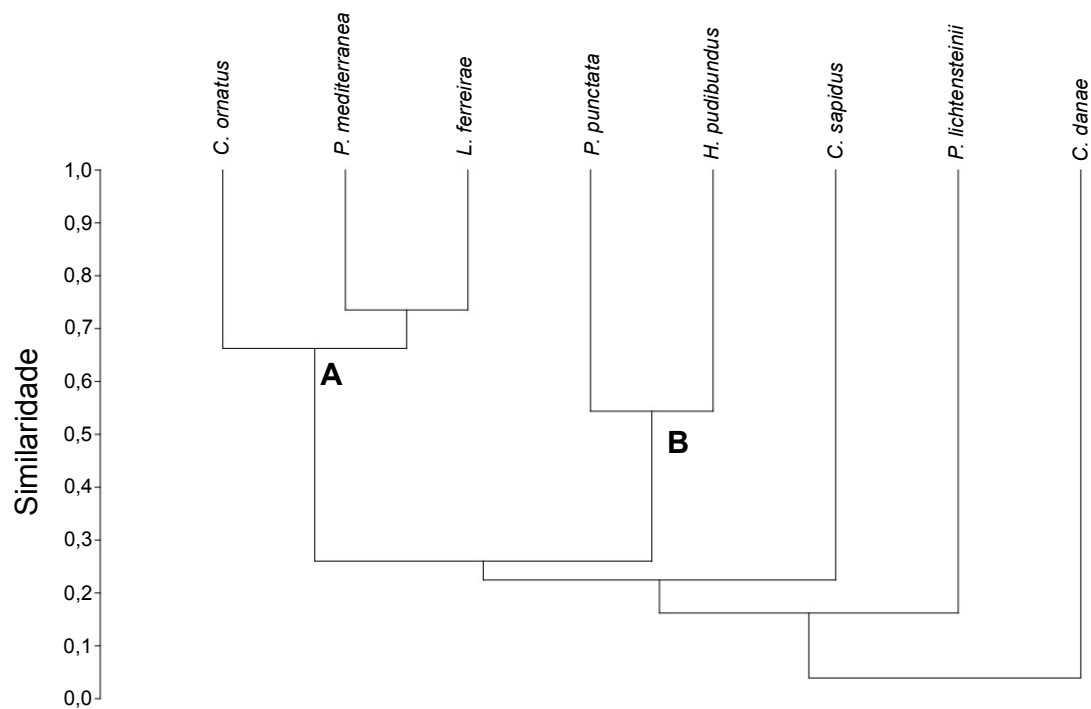 C. ornatus
P. mediterranea
L. ferreirae
P. punctata
H. pudibundus
C. sapidus
P. lichtensteinii
C. danae
Similaridade
1,0
0,9
0,8
0,7
0,6
0,5
0,4
0,3
0,2
0,1
0,0
A
B